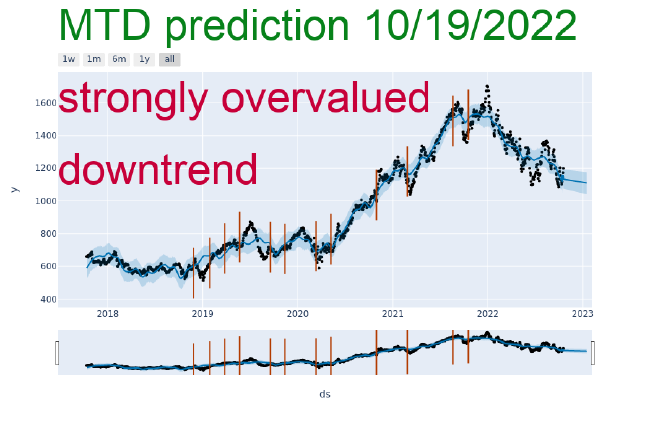 MTD prediction 10/19/2022
1w 1m 6m 1y all
strongly overvalued
downtrend
y
1600
1400
1200
1000
800
600
400
2018 2019 2020 2021 2022 2023
ds